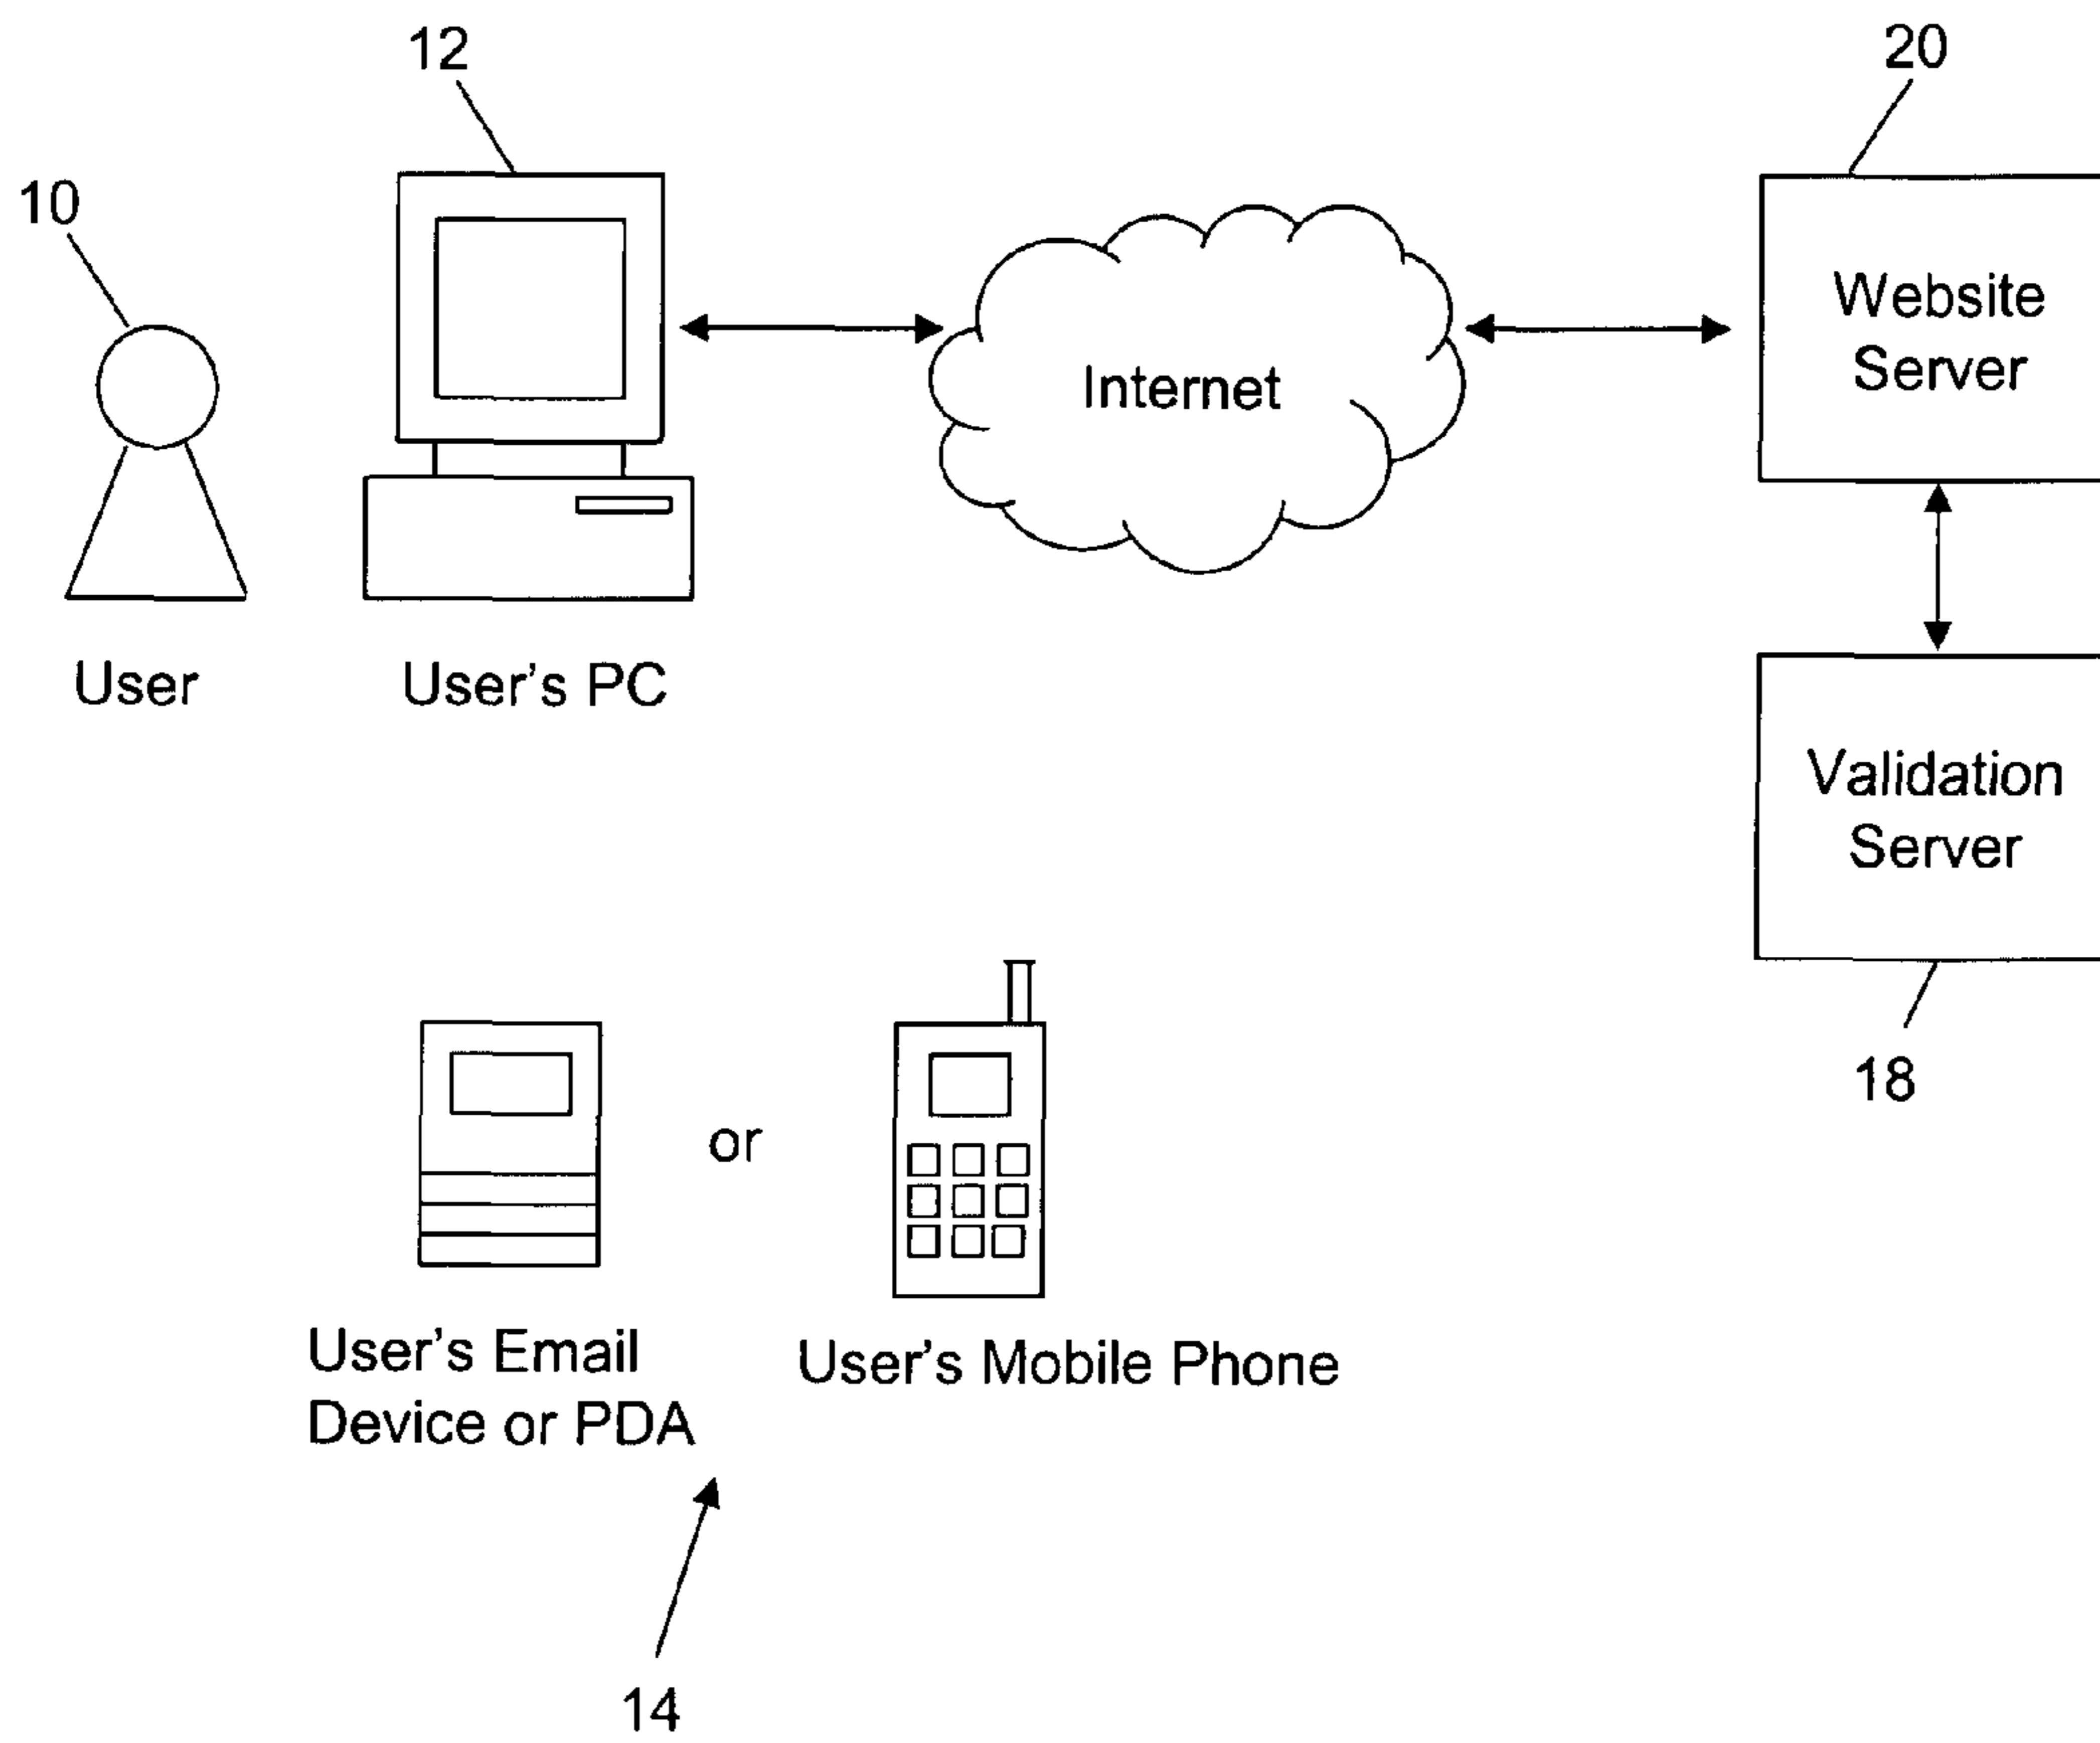 12
20
10
Website
Server
Internet
User
User's PC
Validation
Server
18
or
User's Email
Device or PDA
User's Mobile Phone
14